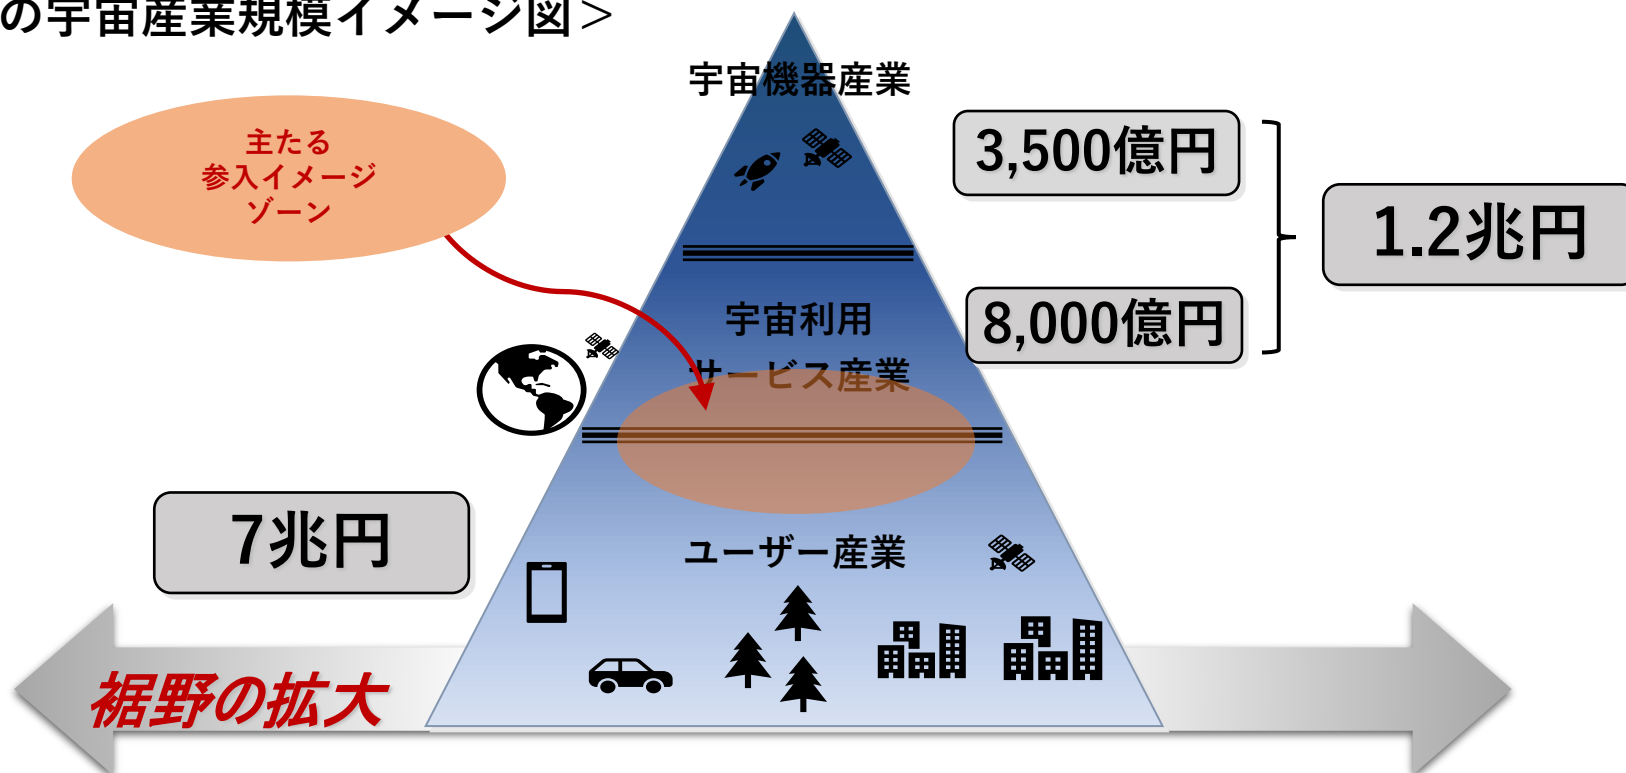 の宇宙産業規模イメージ図＞
宇宙機器産業
主たる
参入イメージ
ゾーン
3,500億円
1.2兆円
宇宙利用
サービス産業
8,000億円
7兆円
ユーザー産業
裾野の拡大